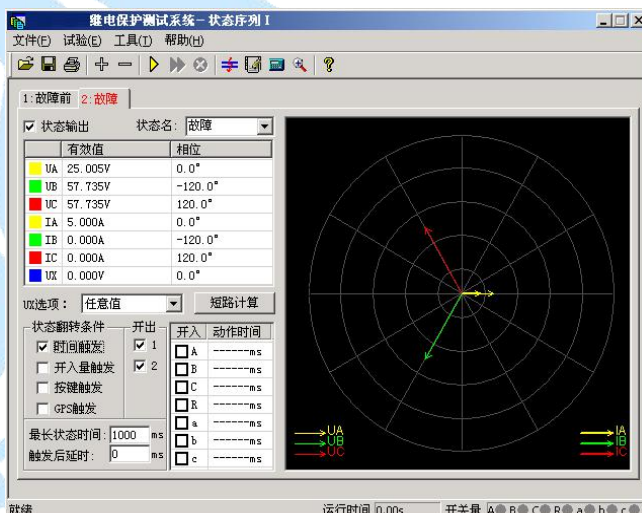 继电保护测试系统-状态序列 I
文件(F) 试验(E) 工具(T) 帮助(H)
1:故障前 2:故障
状态输出 状态名: 故障
有效值 相位
UA 25.005V 0.0°
UB 57.735V -120.0°
UC 57.735V 120.0°
IA 5.000A 0.0°
IB 0.000A -120.0°
IC 0.000A 120.0°
UX 0.000V 0.0°
UX选项: 任意值 短路计算
状态翻转条件 开出 开入 动作时间
时间触发 1 A ------ms
开入量触发 2 B ------ms
按键触发 C ------ms
GPS触发 R ------ms
a ------ms
最长状态时间: 1000 ms b ------ms
触发后延时: 0 ms c ------ms
UA IA
UB IB
UC IC
就绪 运行时间 0.00s 开关量 A B C R a b c